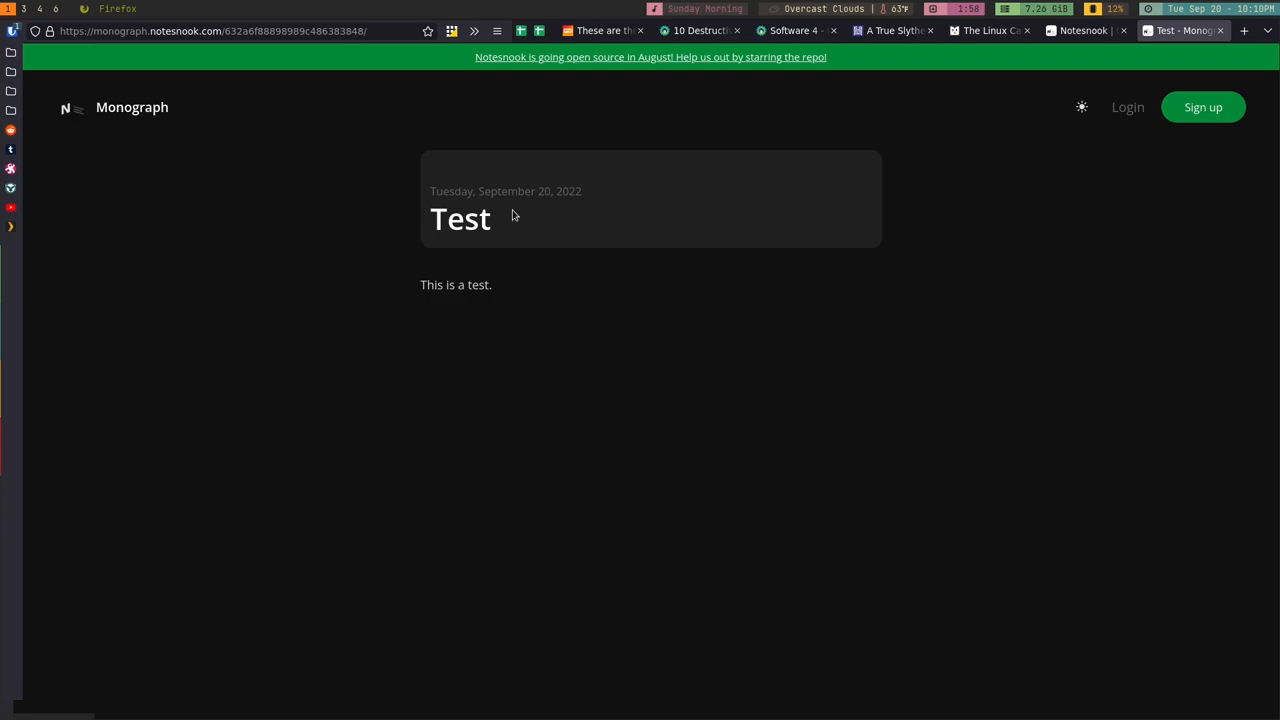 1 3 4 6 Firefox Sunday Morning Overcast Clouds | 63°F 1:58 7.26 GiB 12% Tue Sep 20 - 10:10PM
https://monograph.notesnook.com/632a6f88898989c486383848/ These are th 10 Destructiv Software 4 - A True Slythe The Linux Ca Notesnook | Test - Monog
Notesnook is going open source in August! Help us out by starring the repo!
N Monograph Login Sign up
Tuesday, September 20, 2022
Test
This is a test.